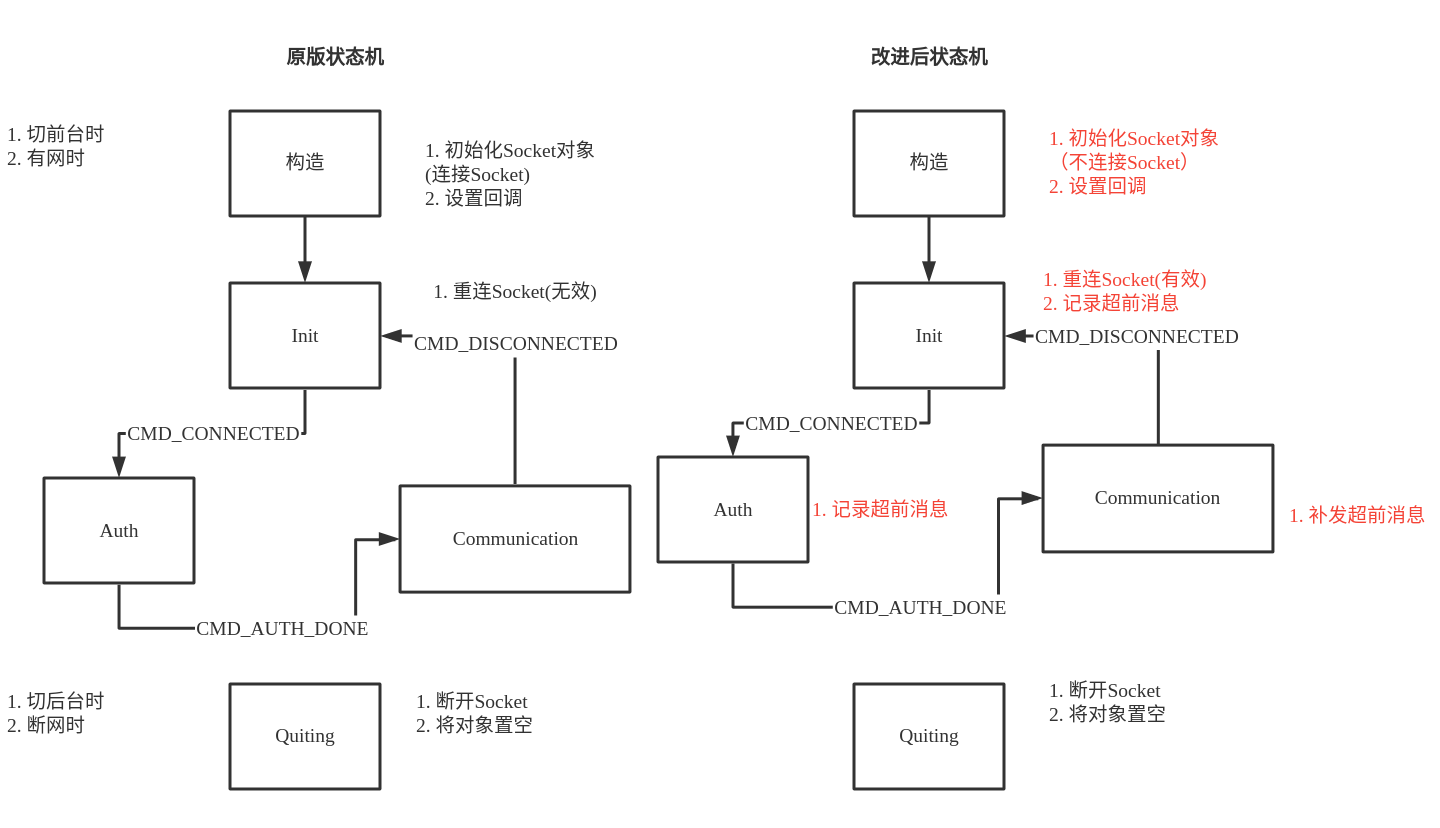 原版状态机
1. 切前台时
2. 有网时
构造
1. 初始化Socket对象
(连接Socket)
2. 设置回调
Init
1. 重连Socket(无效)
CMD_DISCONNECTED
CMD_CONNECTED
Auth
Communication
CMD_AUTH_DONE
1. 切后台时
2. 断网时
Quiting
1. 断开Socket
2. 将对象置空
改进后状态机
构造
1. 初始化Socket对象
（不连接Socket）
2. 设置回调
Init
1. 重连Socket(有效)
2. 记录超前消息
CMD_DISCONNECTED
CMD_CONNECTED
Auth
1. 记录超前消息
Communication
1. 补发超前消息
CMD_AUTH_DONE
Quiting
1. 断开Socket
2. 将对象置空